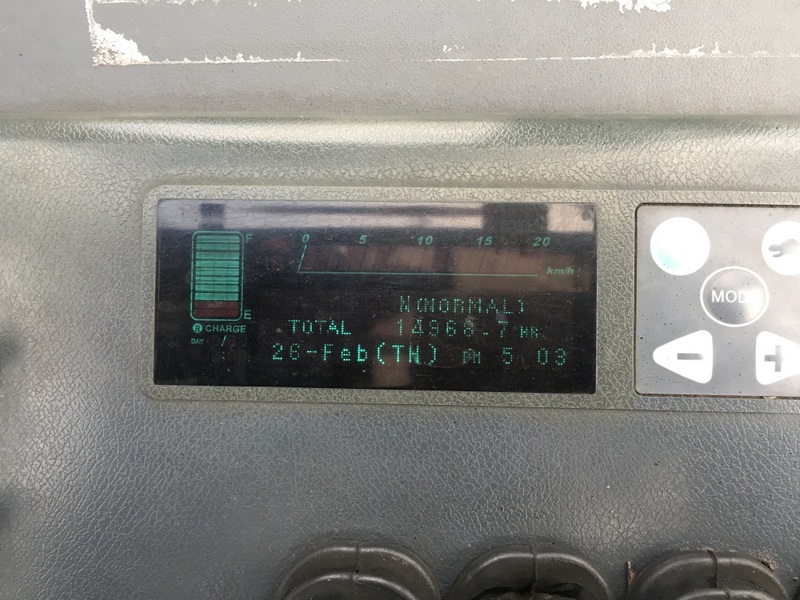 F
0 5 10 15 20
km/h
E
N(NORMAL)
CHARGE
TOTAL 14868.7 HR
DAY /
26-Feb(TH.) PM 5 03
MODE